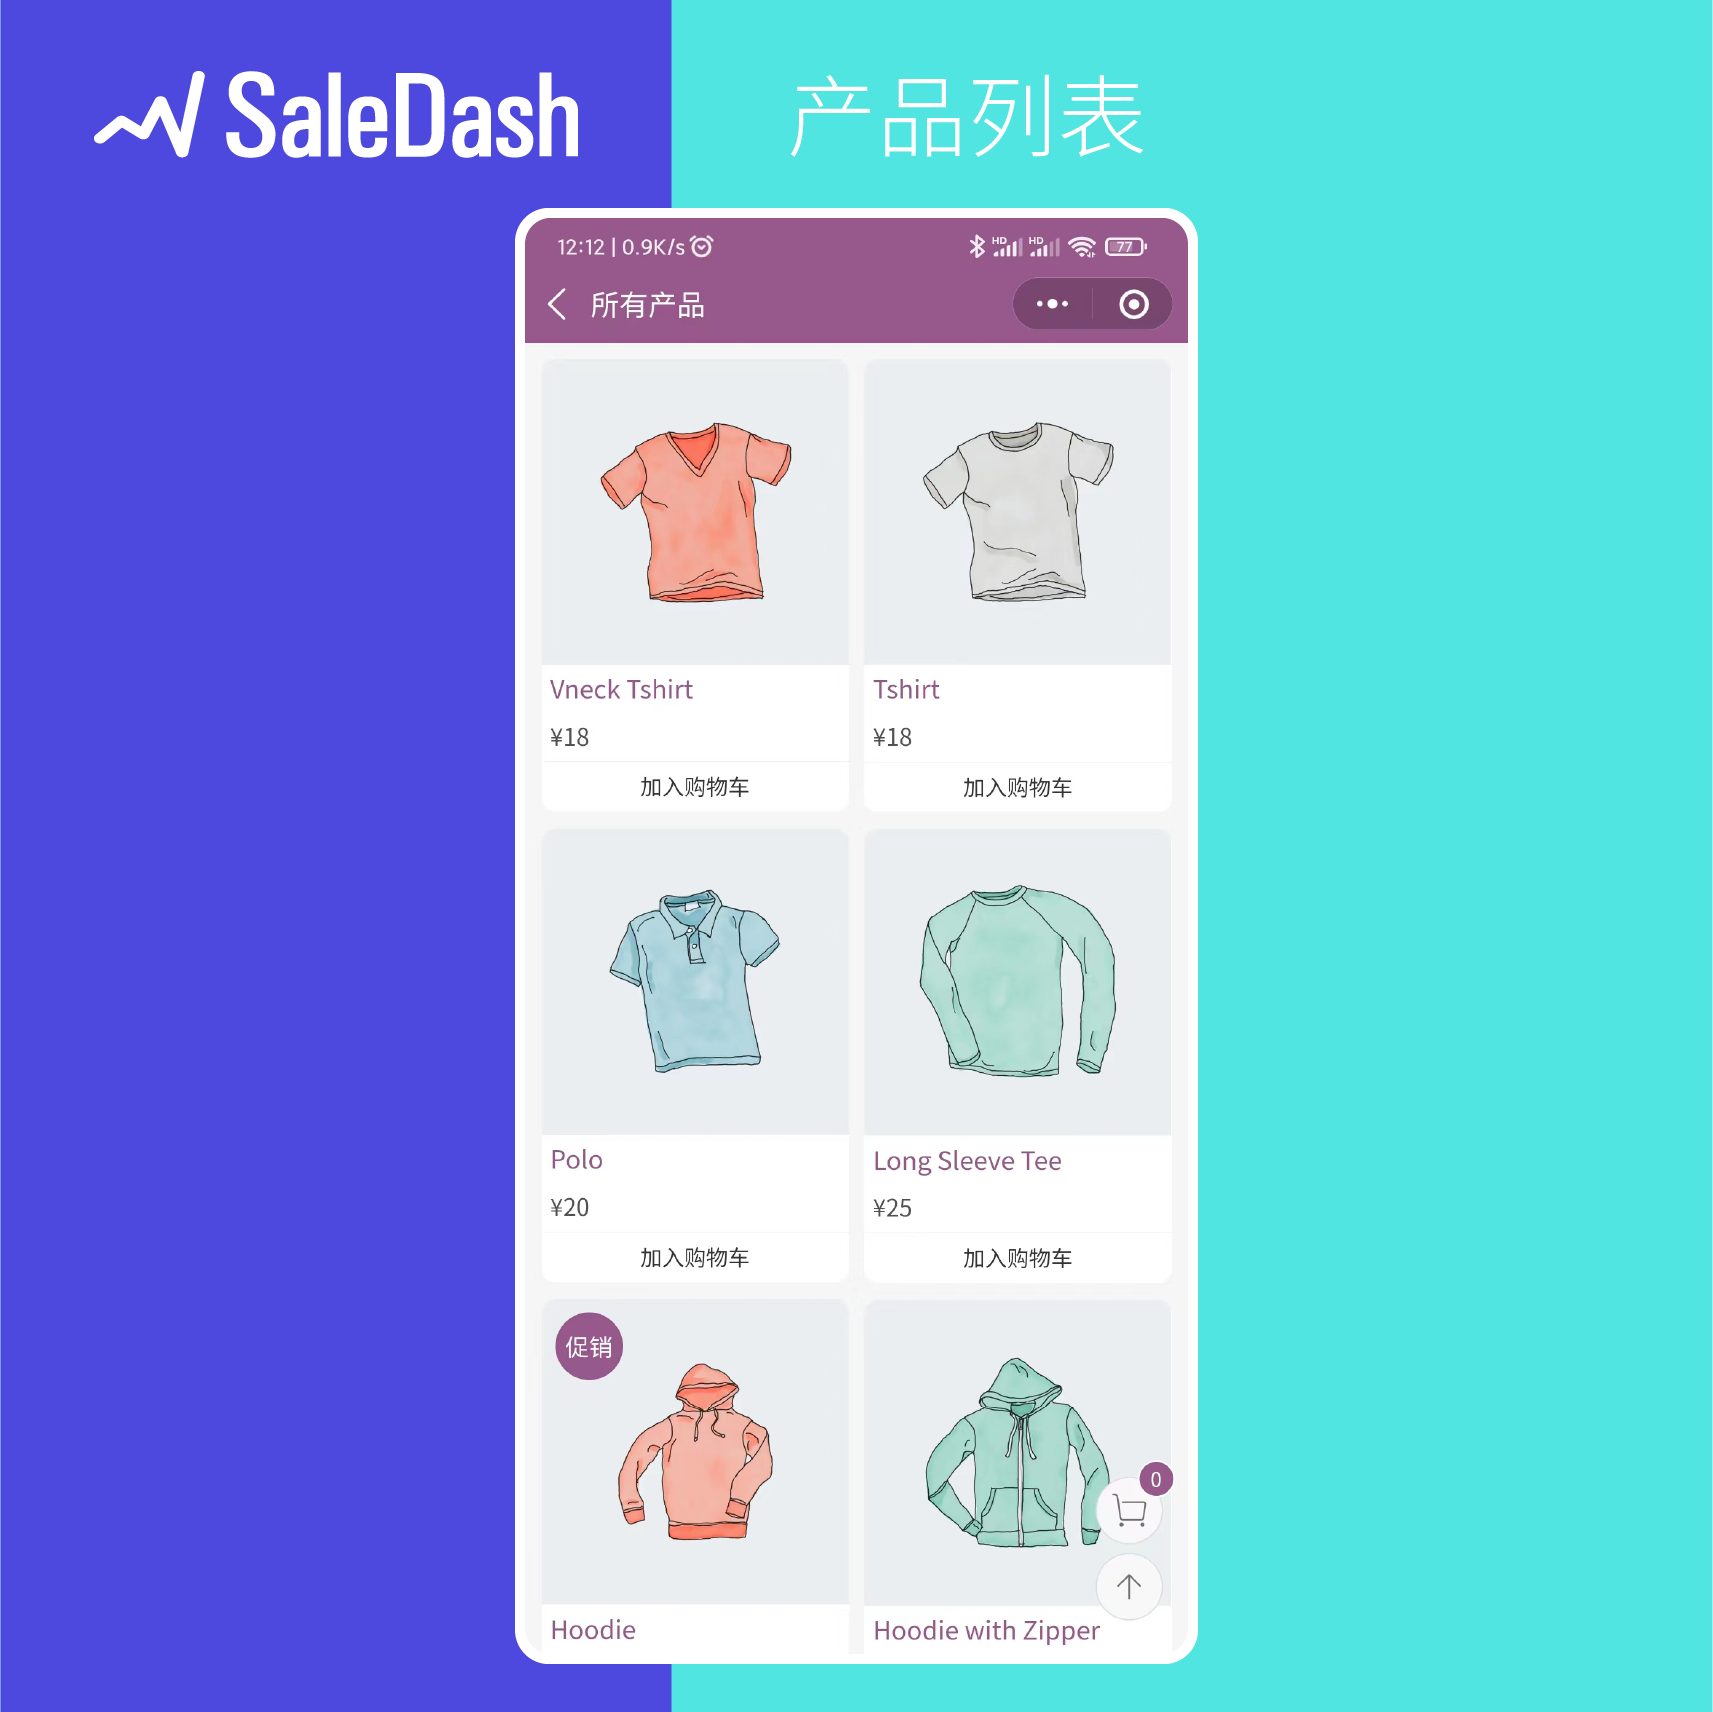 SaleDash
产品列表
12:12 | 0.9K/s
HD HD 77
所有产品
Vneck Tshirt
¥18
加入购物车
Tshirt
¥18
加入购物车
Polo
¥20
加入购物车
Long Sleeve Tee
¥25
加入购物车
促销
Hoodie
0
Hoodie with Zipper